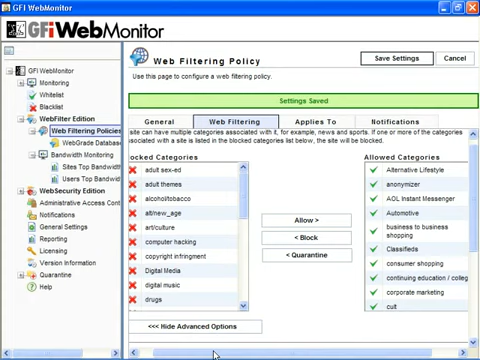 GFI WebMonitor
GFi WebMonitor
Web Filtering Policy
Save Settings
Cancel
Use this page to configure a web filtering policy.
Settings Saved
General
Web Filtering
Applies To
Notifications
site can have multiple categories associated with it, for example, news and sports. If one or more of the categories
associated with a site is listed in the blocked categories list below, the site will be blocked.
GFI WebMonitor
Monitoring
Whitelist
Blacklist
WebFilter Edition
Web Filtering Policies
WebGrade Database
Bandwidth Monitoring
Sites Top Bandwidt
Users Top Bandwid
WebSecurity Edition
Administrative Access Cont
Notifications
General Settings
Reporting
Licensing
Version information
Quarantine
Help
locked Categories
adult sex-ed
adult themes
alcohol/tobacco
alt/new_age
art/culture
computer hacking
copyright infringment
Digital Media
digital music
drugs
Allow >
< Block
< Quarantine
Allowed Categories
Alternative Lifestyle
anonymizer
AOL Instant Messenger
Automotive
business to business
shopping
Classifieds
consumer shopping
continuing education / colleg
corporate marketing
cult
<<< Hide Advanced Options